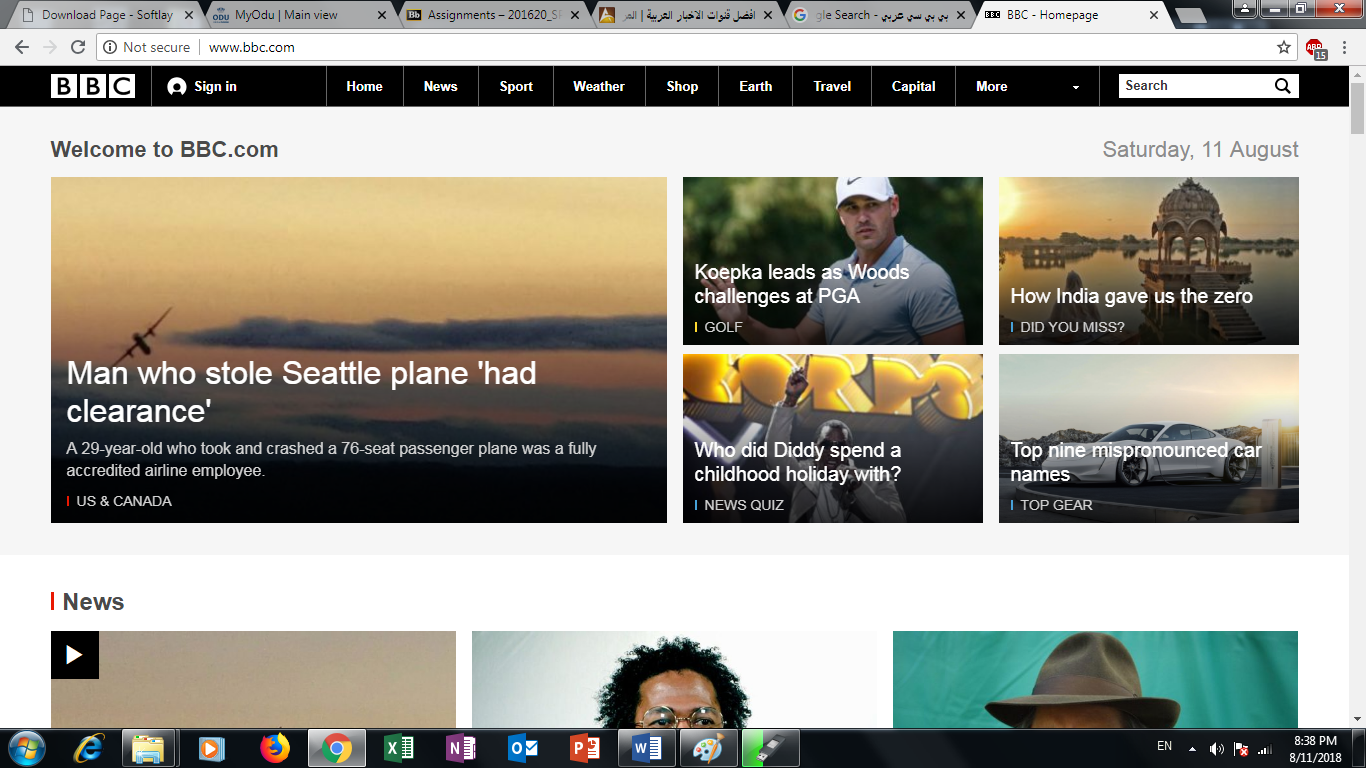 Download Page - Softlay
MyOdu | Main view
Assignments – 201620_SP
افضل قنوات الاخبار العربية | المر
بي بي سي عربي - gle Search
BBC - Homepage
Not secure
www.bbc.com
ABP
15
BBC
Sign in
Home
News
Sport
Weather
Shop
Earth
Travel
Capital
More
Search
Welcome to BBC.com
Saturday, 11 August
Man who stole Seattle plane 'had
clearance'
A 29-year-old who took and crashed a 76-seat passenger plane was a fully
accredited airline employee.
US & CANADA
Koepka leads as Woods
challenges at PGA
GOLF
How India gave us the zero
DID YOU MISS?
Who did Diddy spend a
childhood holiday with?
NEWS QUIZ
Top nine mispronounced car
names
TOP GEAR
News
EN
8:38 PM
8/11/2018